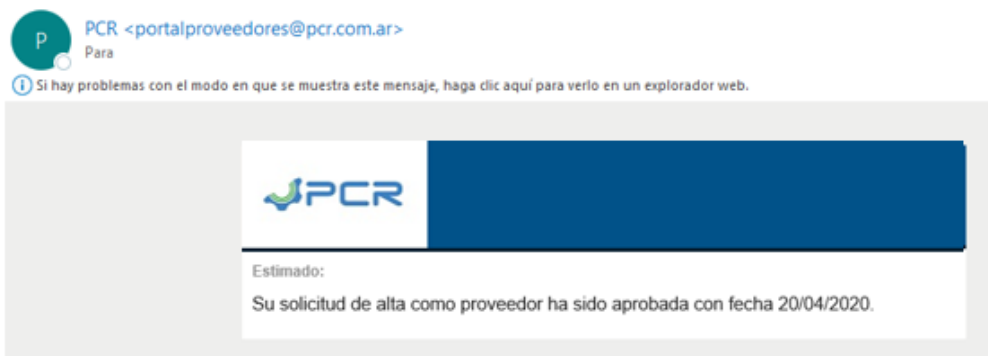 P
PCR <portalproveedores@pcr.com.ar>
Para
Si hay problemas con el modo en que se muestra este mensaje, haga clic aquí para verlo en un explorador web.
PCR
Estimado:
Su solicitud de alta como proveedor ha sido aprobada con fecha 20/04/2020.